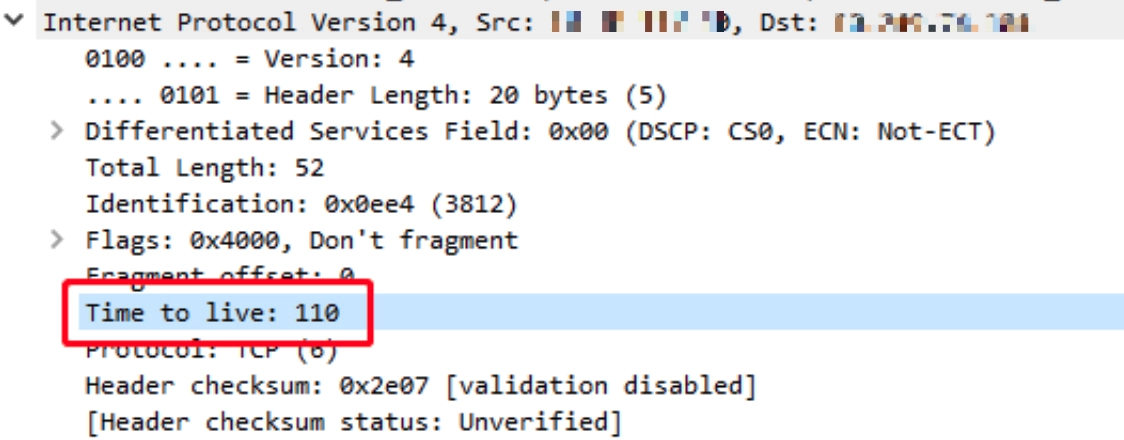 Internet Protocol Version 4, Src: , Dst:
0100 .... = Version: 4
.... 0101 = Header Length: 20 bytes (5)
Differentiated Services Field: 0x00 (DSCP: CS0, ECN: Not-ECT)
Total Length: 52
Identification: 0x0ee4 (3812)
Flags: 0x4000, Don't fragment
Fragment offset: 0
Time to live: 110
Protocol: TCP (6)
Header checksum: 0x2e07 [validation disabled]
[Header checksum status: Unverified]